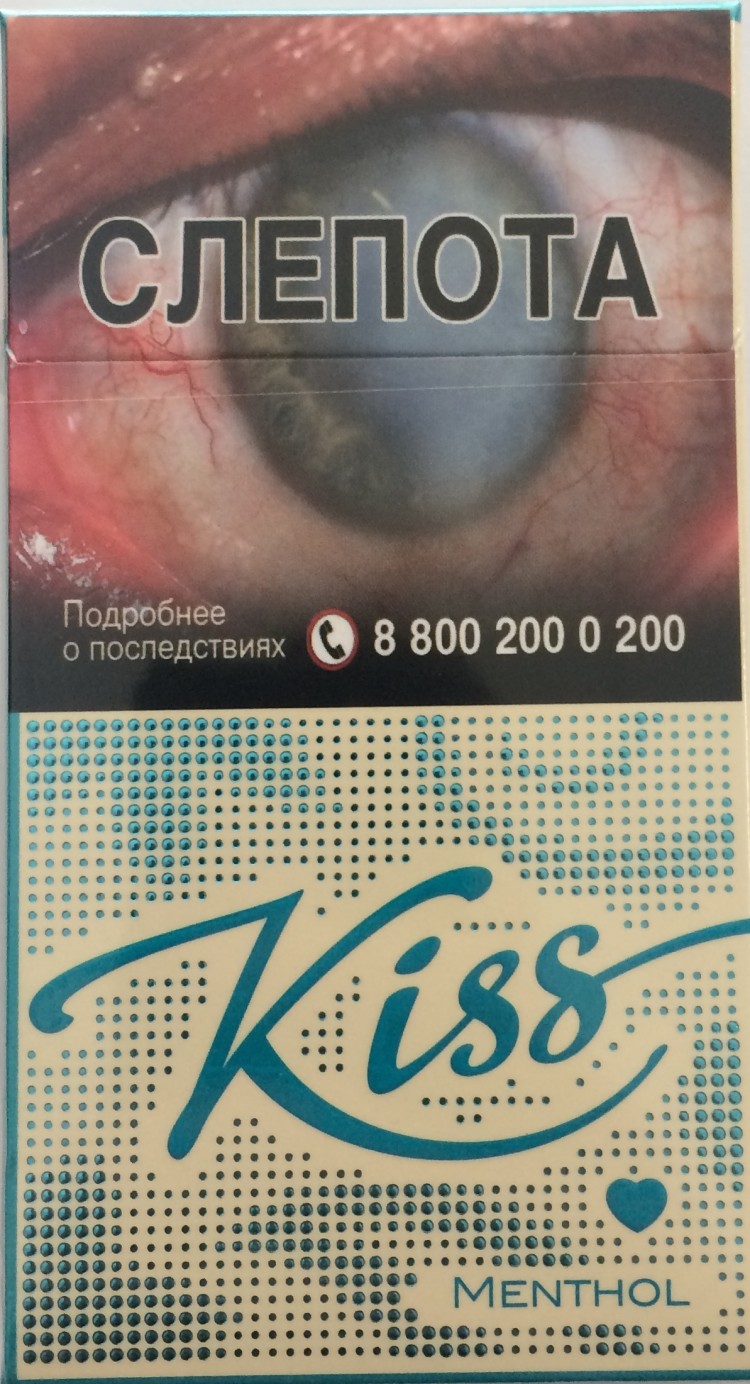 СЛЕПОТА
Подробнее
о последствиях 8 800 200 0 200
Kiss
MENTHOL